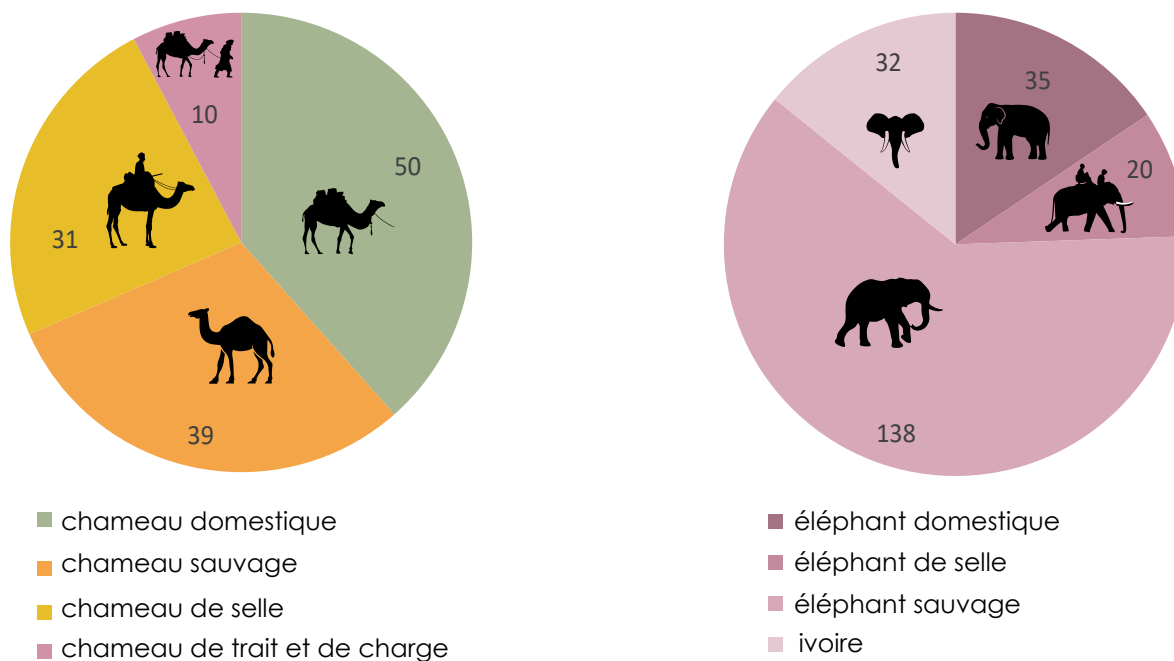 10
50
31
39
chameau domestique
chameau sauvage
chameau de selle
chameau de trait et de charge
32
35
20
138
éléphant domestique
éléphant de selle
éléphant sauvage
ivoire